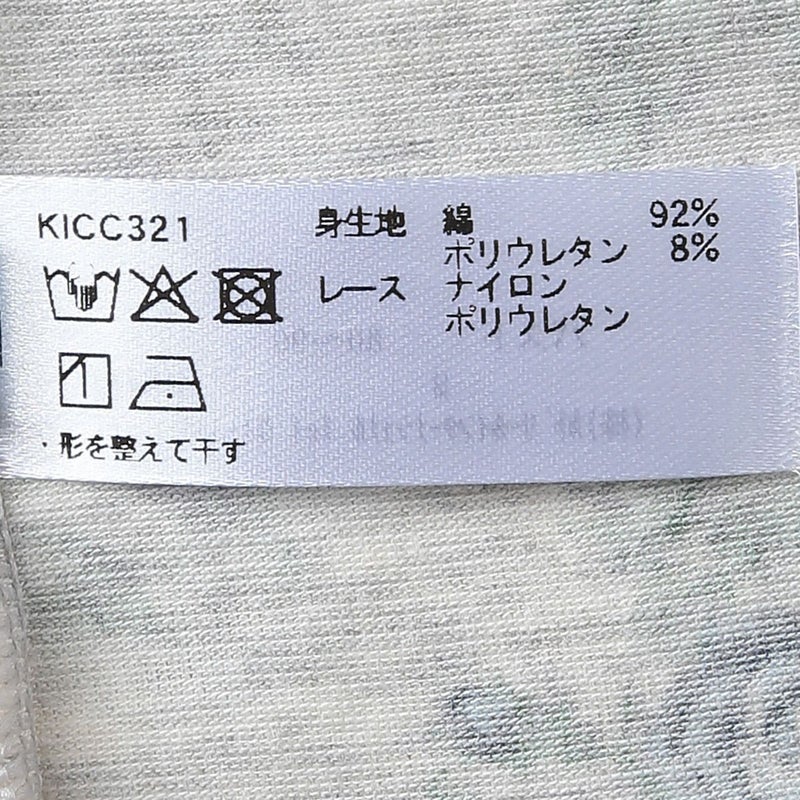 KICC321
身生地 綿 92%
ポリウレタン 8%
レース ナイロン
ポリウレタン
・形を整えて干す